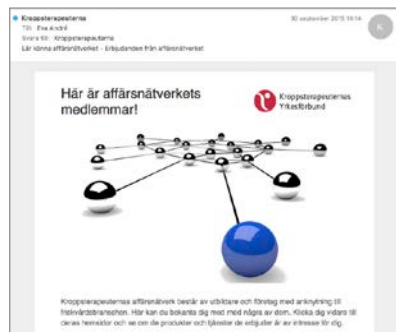 Kroppsterapeuterna
30 september 2015 16:14
Till: Eva André
Svara till: Kroppsterapeuterna
Lär känna affärsnätverket - Erbjudanden från affärsnätverket
K
Här är affärsnätverkets
medlemmar!
Kroppsterapeuternas
Yrkesförbund
Kroppsterapeuternas affärsnätverk består av utbildare och företag med anknytning till
friskvårdsbranschen. Här kan du bekanta dig med med några av dom. Klicka dig vidare till
deras hemsidor och se om de produkter och tjänster de erbjuder är av intresse för dig.